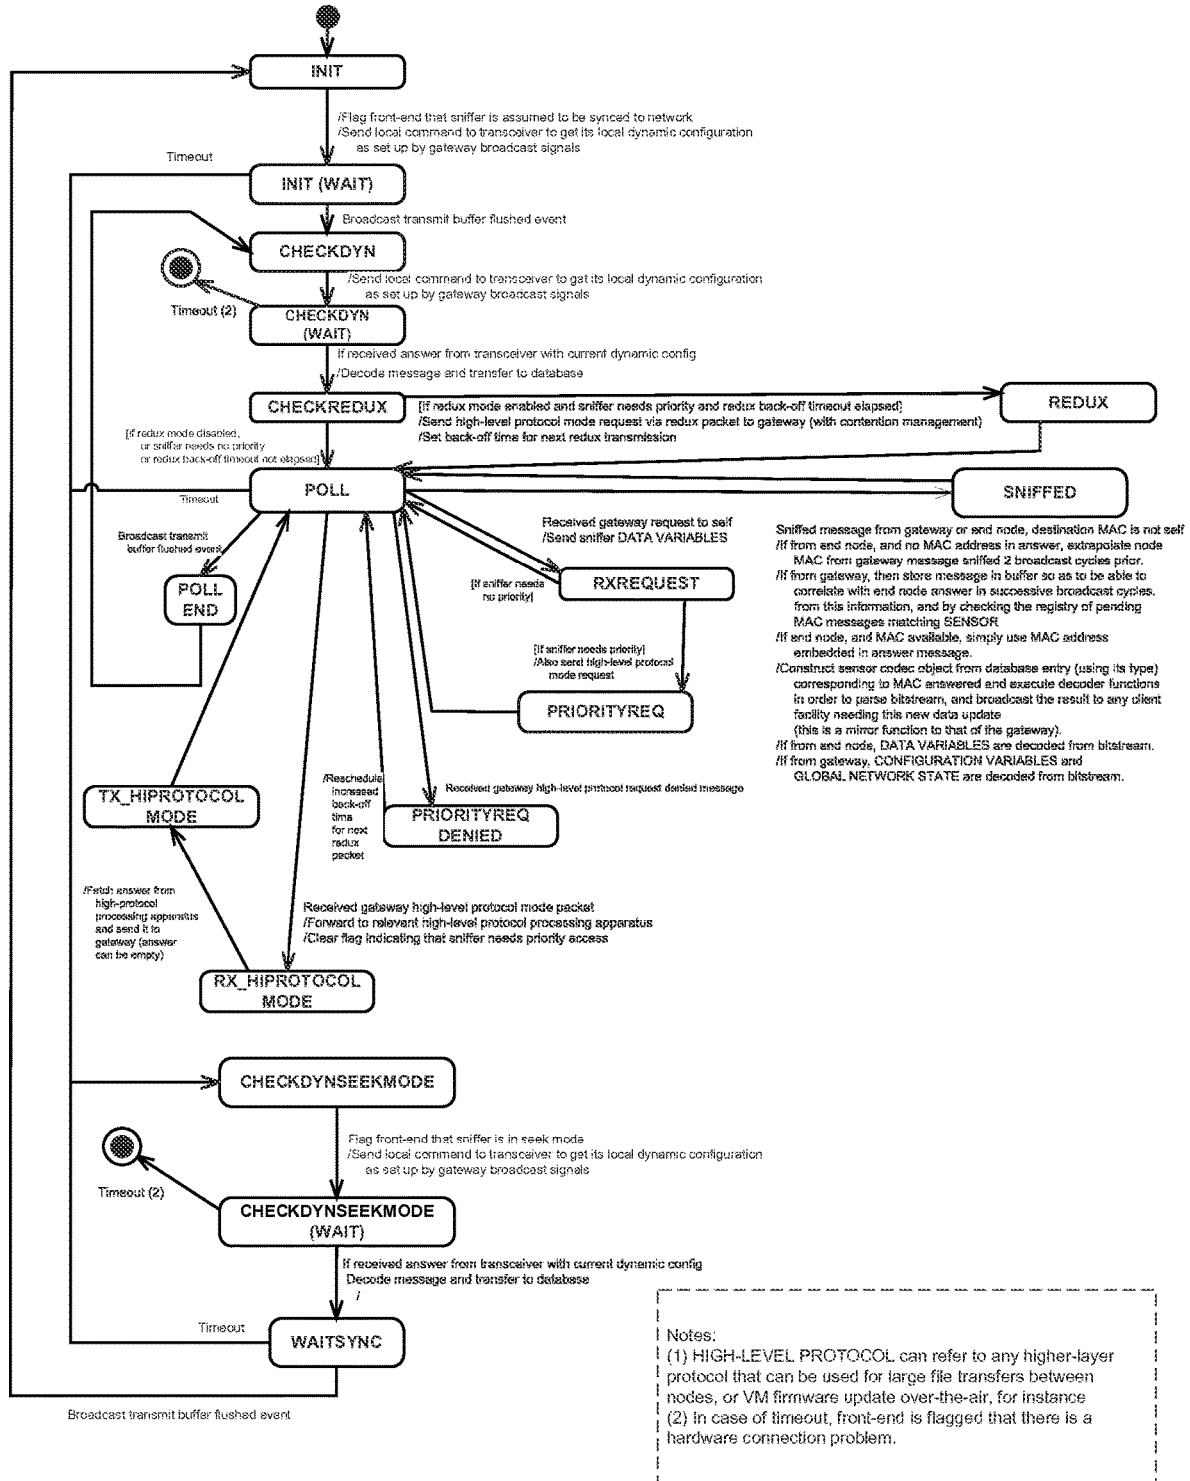 INIT
/Flag front-end that sniffer is assumed to be synced to network
/Send local command to transceiver to get its local dynamic configuration
as set up by gateway broadcast signals
Timeout
INIT (WAIT)
Broadcast transmit buffer flushed event
CHECKDYN
/Send local command to transceiver to get its local dynamic configuration
as set up by gateway broadcast signals
Timeout (2)
CHECKDYN
(WAIT)
If received answer from transceiver with current dynamic config
/Decode message and transfer to database
CHECKREDUX
[If redux mode enabled and sniffer needs priority and redux back-off timeout elapsed]
/Send high-level protocol mode request via redux packet to gateway (with contention management)
/Set back-off time for next redux transmission
REDUX
[if redux mode disabled,
or sniffer needs no priority
or redux back-off timeout not elapsed]
POLL
Timeout
SNIFFED
Sniffed message from gateway or end node, destination MAC is not self
/If from end node, and no MAC address in answer, extrapolate node
MAC from gateway message sniffed 2 broadcast cycles prior.
/If from gateway, then store message in buffer so as to be able to
correlate with end node answer in successive broadcast cycles.
from this information, and by checking the registry of pending
MAC messages matching SENSOR
/If end node, and MAC available, simply use MAC address
embedded in answer message.
/Construct sensor codec object from database entry (using its type)
corresponding to MAC answered and execute decoder functions
in order to parse bitstream, and broadcast the result to any client
facility needing this new data update
(this is a mirror function to that of the gateway).
/If from end node, DATA VARIABLES are decoded from bitstream.
/If from gateway, CONFIGURATION VARIABLES and
GLOBAL NETWORK STATE are decoded from bitstream.
Broadcast transmit
buffer flushed event
POLL
END
Received gateway request to self
/Send sniffer DATA VARIABLES
[If sniffer needs
no priority]
RXREQUEST
[If sniffer needs priority]
/Also send high-level protocol
mode request
PRIORITYREQ
/Reschedule
increased
back-off
time
for next
redux
packet
Received gateway high-level protocol request denied message
PRIORITYREQ
DENIED
TX_HIPROTOCOL
MODE
/Fetch answer from
high-protocol
processing apparatus
and send it to
gateway (answer
can be empty)
Received gateway high-level protocol mode packet
/Forward to relevant high-level protocol processing apparatus
/Clear flag indicating that sniffer needs priority access
RX_HIPROTOCOL
MODE
CHECKDYNSEEKMODE
Flag front-end that sniffer is in seek mode
/Send local command to transceiver to get its local dynamic configuration
as set up by gateway broadcast signals
Timeout (2)
CHECKDYNSEEKMODE
(WAIT)
If received answer from transceiver with current dynamic config
Decode message and transfer to database
/
Timeout
WAITSYNC
Broadcast transmit buffer flushed event
Notes:
(1) HIGH-LEVEL PROTOCOL can refer to any higher-layer
protocol that can be used for large file transfers between
nodes, or VM firmware update over-the-air, for instance
(2) In case of timeout, front-end is flagged that there is a
hardware connection problem.